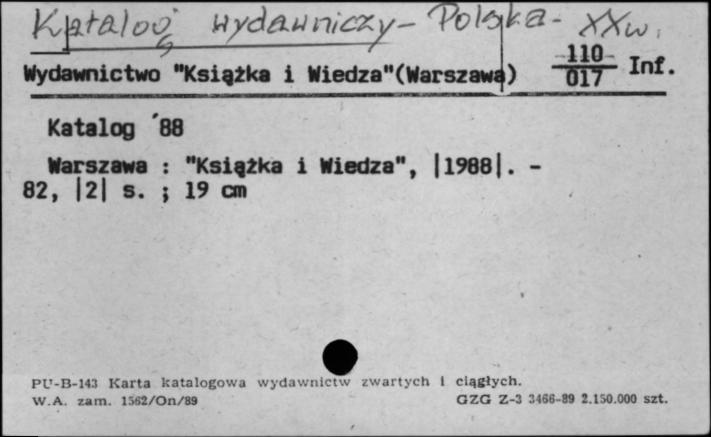 Katalog wydawniczy - Polska - XX w.
110
Wydawnictwo "Książka i Wiedza"(Warszawa) 017 Inf.
Katalog ´88
Warszawa : "Książka i Wiedza", |1988|. -
82, |2| s. ; 19 cm
PU-B-143 Karta katalogowa wydawnictw zwartych i ciągłych.
W.A. zam. 1562/On/89 GZG Z-3 3466-89 2.150.000 szt.